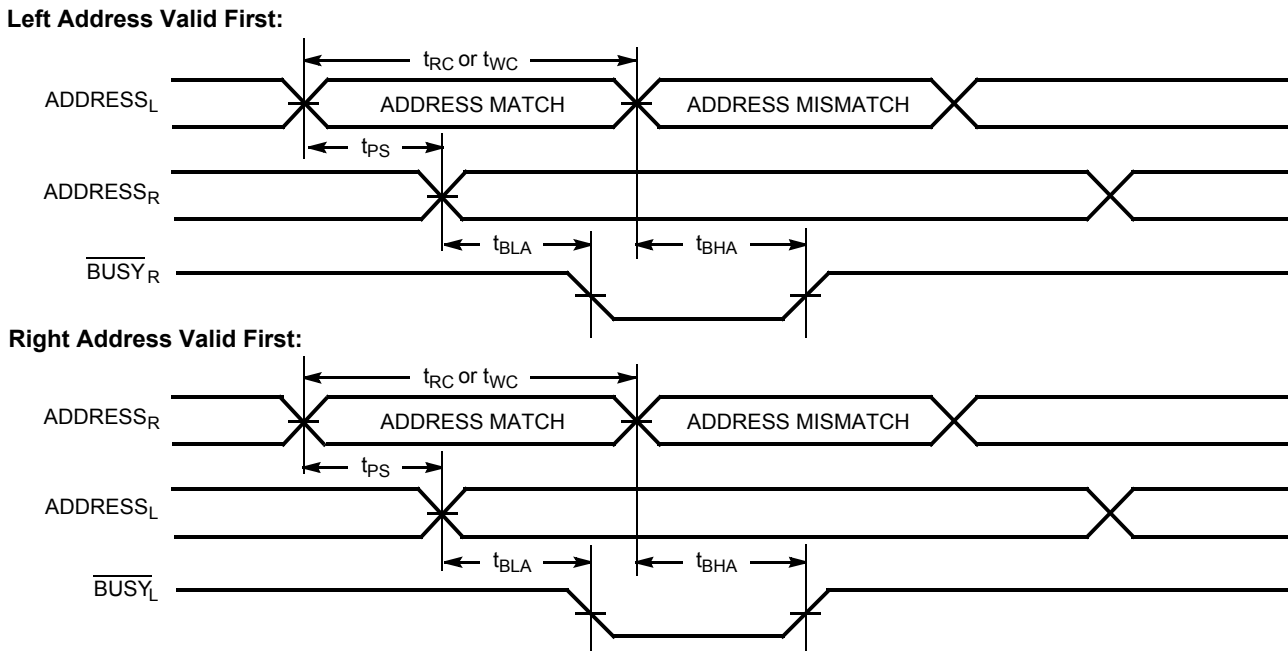 Left Address Valid First:
tRC or tWC
ADDRESSL
ADDRESS MATCH
ADDRESS MISMATCH
tPS
ADDRESSR
tBLA
tBHA
BUSYR
Right Address Valid First:
tRC or tWC
ADDRESSR
ADDRESS MATCH
ADDRESS MISMATCH
tPS
ADDRESSL
tBLA
tBHA
BUSYL